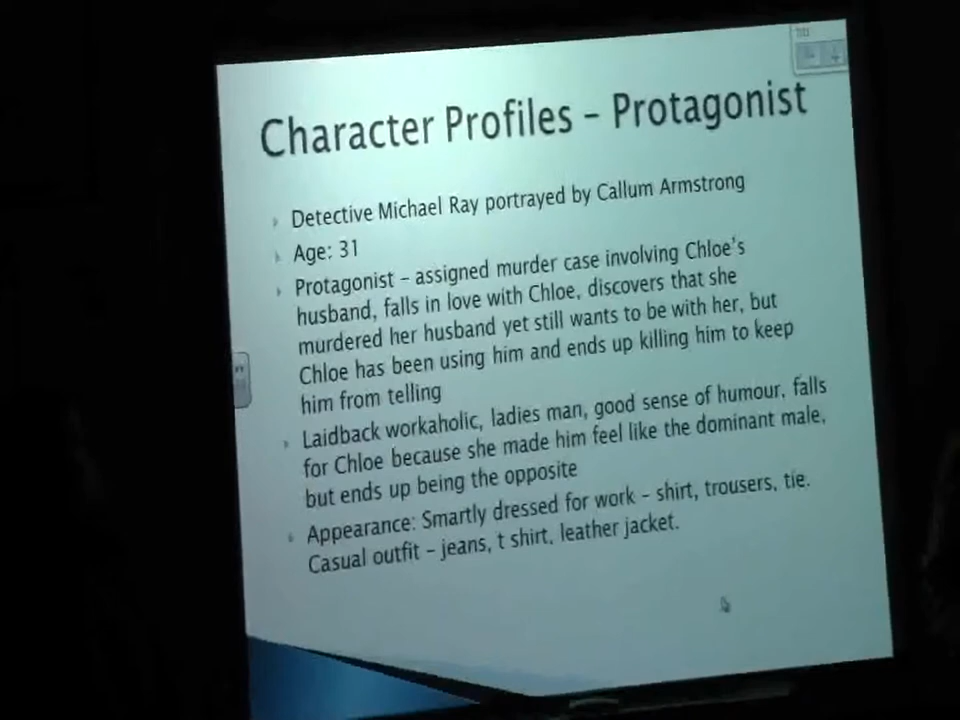 Character Profiles – Protagonist
Detective Michael Ray portrayed by Callum Armstrong
Age: 31
Protagonist – assigned murder case involving Chloe's
husband, falls in love with Chloe, discovers that she
murdered her husband yet still wants to be with her, but
Chloe has been using him and ends up killing him to keep
him from telling
Laidback workaholic, ladies man, good sense of humour, falls
for Chloe because she made him feel like the dominant male,
but ends up being the opposite
Appearance: Smartly dressed for work – shirt, trousers, tie.
Casual outfit – jeans, t shirt, leather jacket.